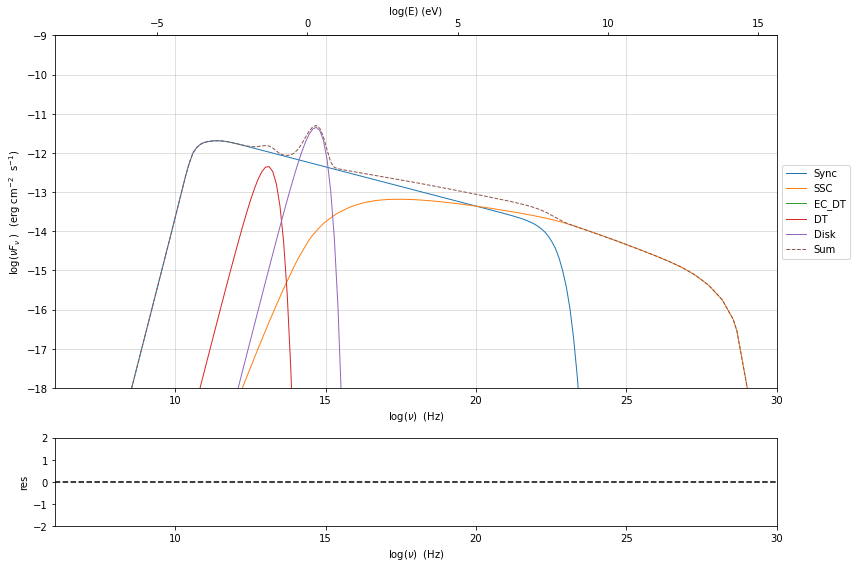 log(E) (eV)
−5 0 5 10 15
−9
−10
−11
−12
−13
−14
−15
−16
−17
−18
log(νFν) (erg cm⁻² s⁻¹)
Sync
SSC
EC_DT
DT
Disk
Sum
10 15 20 25 30
log(ν) (Hz)
2
1
0
−1
−2
res
10 15 20 25 30
log(ν) (Hz)